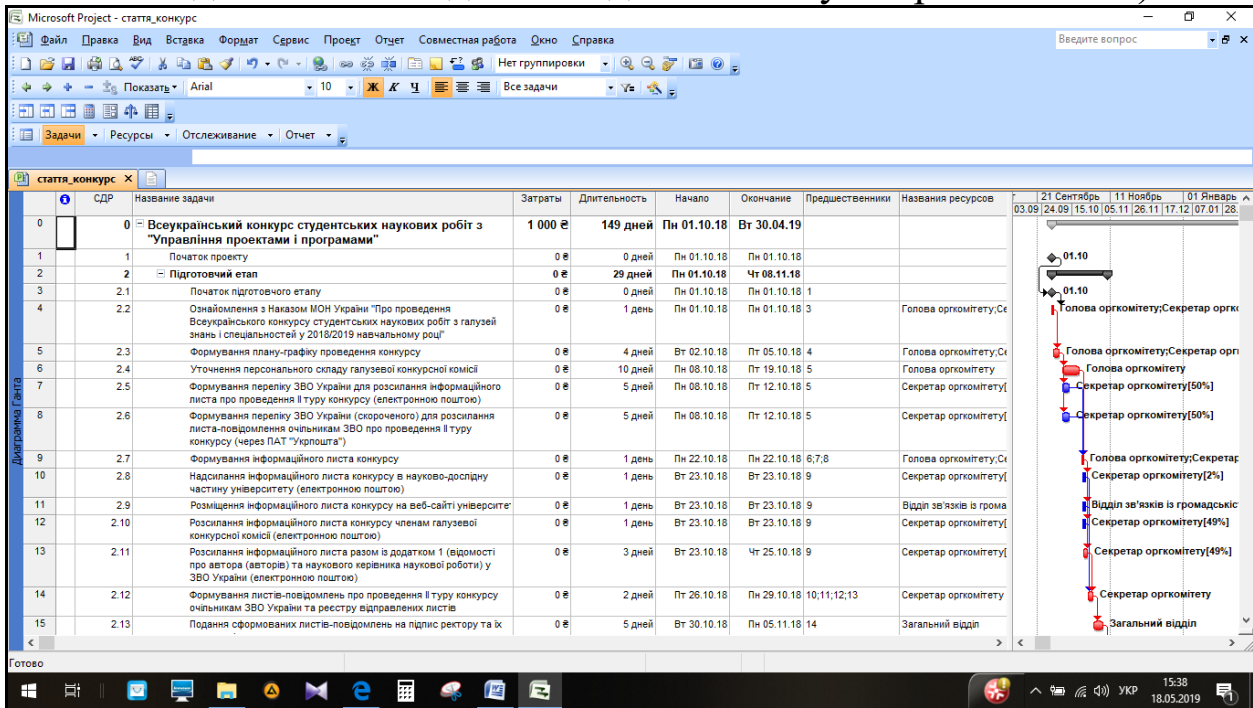 Microsoft Project - стаття_конкурс
Файл Правка Вид Вставка Формат Сервис Проект Отчет Совместная работа Окно Справка Введите вопрос
Нет группировки
Показать Arial 10 Ж К Ч Все задачи
Задачи Ресурсы Отслеживание Отчет
стаття_конкурс
СДР Название задачи Затраты Длительность Начало Окончание Предшественники Названия ресурсов 21 Сентябрь 11 Ноябрь 01 Январь
03.09 24.09 15.10 05.11 26.11 17.12 07.01 28.
0 0 Всеукраїнський конкурс студентських наукових робіт з 1 000 ₴ 149 дней Пн 01.10.18 Вт 30.04.19
"Управління проектами і програмами"
1 1 Початок проекту 0 ₴ 0 дней Пн 01.10.18 Пн 01.10.18 01.10
2 2 Підготовчий етап 0 ₴ 29 дней Пн 01.10.18 Чт 08.11.18
3 2.1 Початок підготовчого етапу 0 ₴ 0 дней Пн 01.10.18 Пн 01.10.18 1 01.10
4 2.2 Ознайомлення з Наказом МОН України "Про проведення 0 ₴ 1 день Пн 01.10.18 Пн 01.10.18 3 Голова оргкомітету;Се Голова оргкомітету;Секретар оргко
Всеукраїнського конкурсу студентських наукових робіт з галузей
знань і спеціальностей у 2018/2019 навчальному році"
5 2.3 Формування плану-графіку проведення конкурсу 0 ₴ 4 дней Вт 02.10.18 Пт 05.10.18 4 Голова оргкомітету;Се Голова оргкомітету;Секретар оргк
6 2.4 Уточнення персонального складу галузевої конкурсної комісії 0 ₴ 10 дней Пн 08.10.18 Пт 19.10.18 5 Голова оргкомітету Голова оргкомітету
7 2.5 Формування переліку ЗВО України для розсилання інформаційного 0 ₴ 5 дней Пн 08.10.18 Пт 12.10.18 5 Секретар оргкомітету[ Секретар оргкомітету[50%]
листа про проведення ІІ туру конкурсу (електронною поштою)
8 2.6 Формування переліку ЗВО України (скороченого) для розсилання 0 ₴ 5 дней Пн 08.10.18 Пт 12.10.18 5 Секретар оргкомітету[ Секретар оргкомітету[50%]
листа-повідомлення очільникам ЗВО про проведення ІІ туру
конкурсу (через ПАТ "Укрпошта")
9 2.7 Формування інформаційного листа конкурсу 0 ₴ 1 день Пн 22.10.18 Пн 22.10.18 6;7;8 Голова оргкомітету;Се Голова оргкомітету;Секретар
10 2.8 Надсилання інформаційного листа конкурсу в науково-дослідну 0 ₴ 1 день Вт 23.10.18 Вт 23.10.18 9 Секретар оргкомітету[ Секретар оргкомітету[2%]
частину університету (електронною поштою)
11 2.9 Розміщення інформаційного листа конкурсу на веб-сайті університет 0 ₴ 1 день Вт 23.10.18 Вт 23.10.18 9 Відділ зв'язків із грома Відділ зв'язків із громадськіс
12 2.10 Розсилання інформаційного листа конкурсу членам галузевої 0 ₴ 1 день Вт 23.10.18 Вт 23.10.18 9 Секретар оргкомітету[ Секретар оргкомітету[49%]
конкурсної комісії (електронною поштою)
13 2.11 Розсилання інформаційного листа разом із додатком 1 (відомості 0 ₴ 3 дней Вт 23.10.18 Чт 25.10.18 9 Секретар оргкомітету[ Секретар оргкомітету[49%]
про автора (авторів) та наукового керівника наукової роботи) у
ЗВО України (електронною поштою)
14 2.12 Формування листів-повідомлень про проведення ІІ туру конкурсу 0 ₴ 2 дней Пт 26.10.18 Пн 29.10.18 10;11;12;13 Секретар оргкомітету Секретар оргкомітету
очільникам ЗВО України та реєстру відправлених листів
15 2.13 Подання сформованих листів-повідомлень на підпис ректору та їх 0 ₴ 5 дней Вт 30.10.18 Пн 05.11.18 14 Загальний відділ Загальний відділ
Диаграмма Ганта
Готово
УКР 15:38
18.05.2019